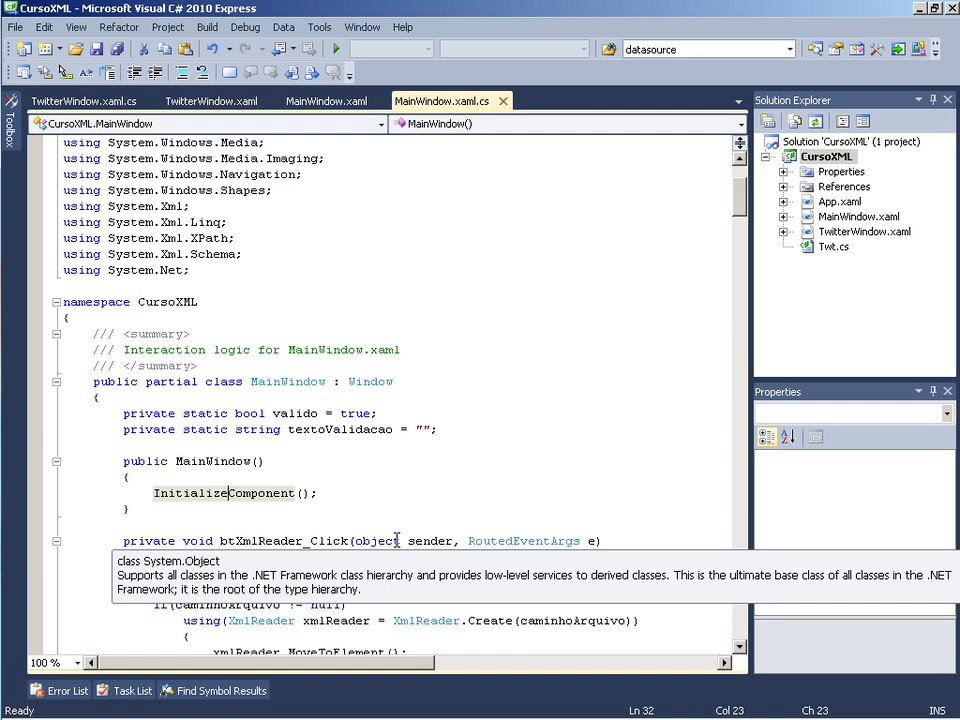 CursoXML - Microsoft Visual C# 2010 Express
File Edit View Refactor Project Build Debug Data Tools Window Help
datasource
TwitterWindow.xaml.cs TwitterWindow.xaml MainWindow.xaml MainWindow.xaml.cs
Toolbox
CursoXML.MainWindow MainWindow()
using System.Windows.Media;
using System.Windows.Media.Imaging;
using System.Windows.Navigation;
using System.Windows.Shapes;
using System.Xml;
using System.Xml.Linq;
using System.Xml.XPath;
using System.Xml.Schema;
using System.Net;
namespace CursoXML
{
/// <summary>
/// Interaction logic for MainWindow.xaml
/// </summary>
public partial class MainWindow : Window
{
private static bool valido = true;
private static string textoValidacao = "";
public MainWindow()
{
InitializeComponent();
}
private void btXmlReader_Click(object sender, RoutedEventArgs e)
class System.Object
Supports all classes in the .NET Framework class hierarchy and provides low-level services to derived classes. This is the ultimate base class of all classes in the .NET
Framework; it is the root of the type hierarchy.
if(caminhoArquivo != null)
using(XmlReader xmlReader = XmlReader.Create(caminhoArquivo))
{
xmlReader.MoveToElement();
100 %
Solution Explorer
Solution 'CursoXML' (1 project)
CursoXML
Properties
References
App.xaml
MainWindow.xaml
TwitterWindow.xaml
Twt.cs
Properties
Error List Task List Find Symbol Results
Ready Ln 32 Col 23 Ch 23 INS